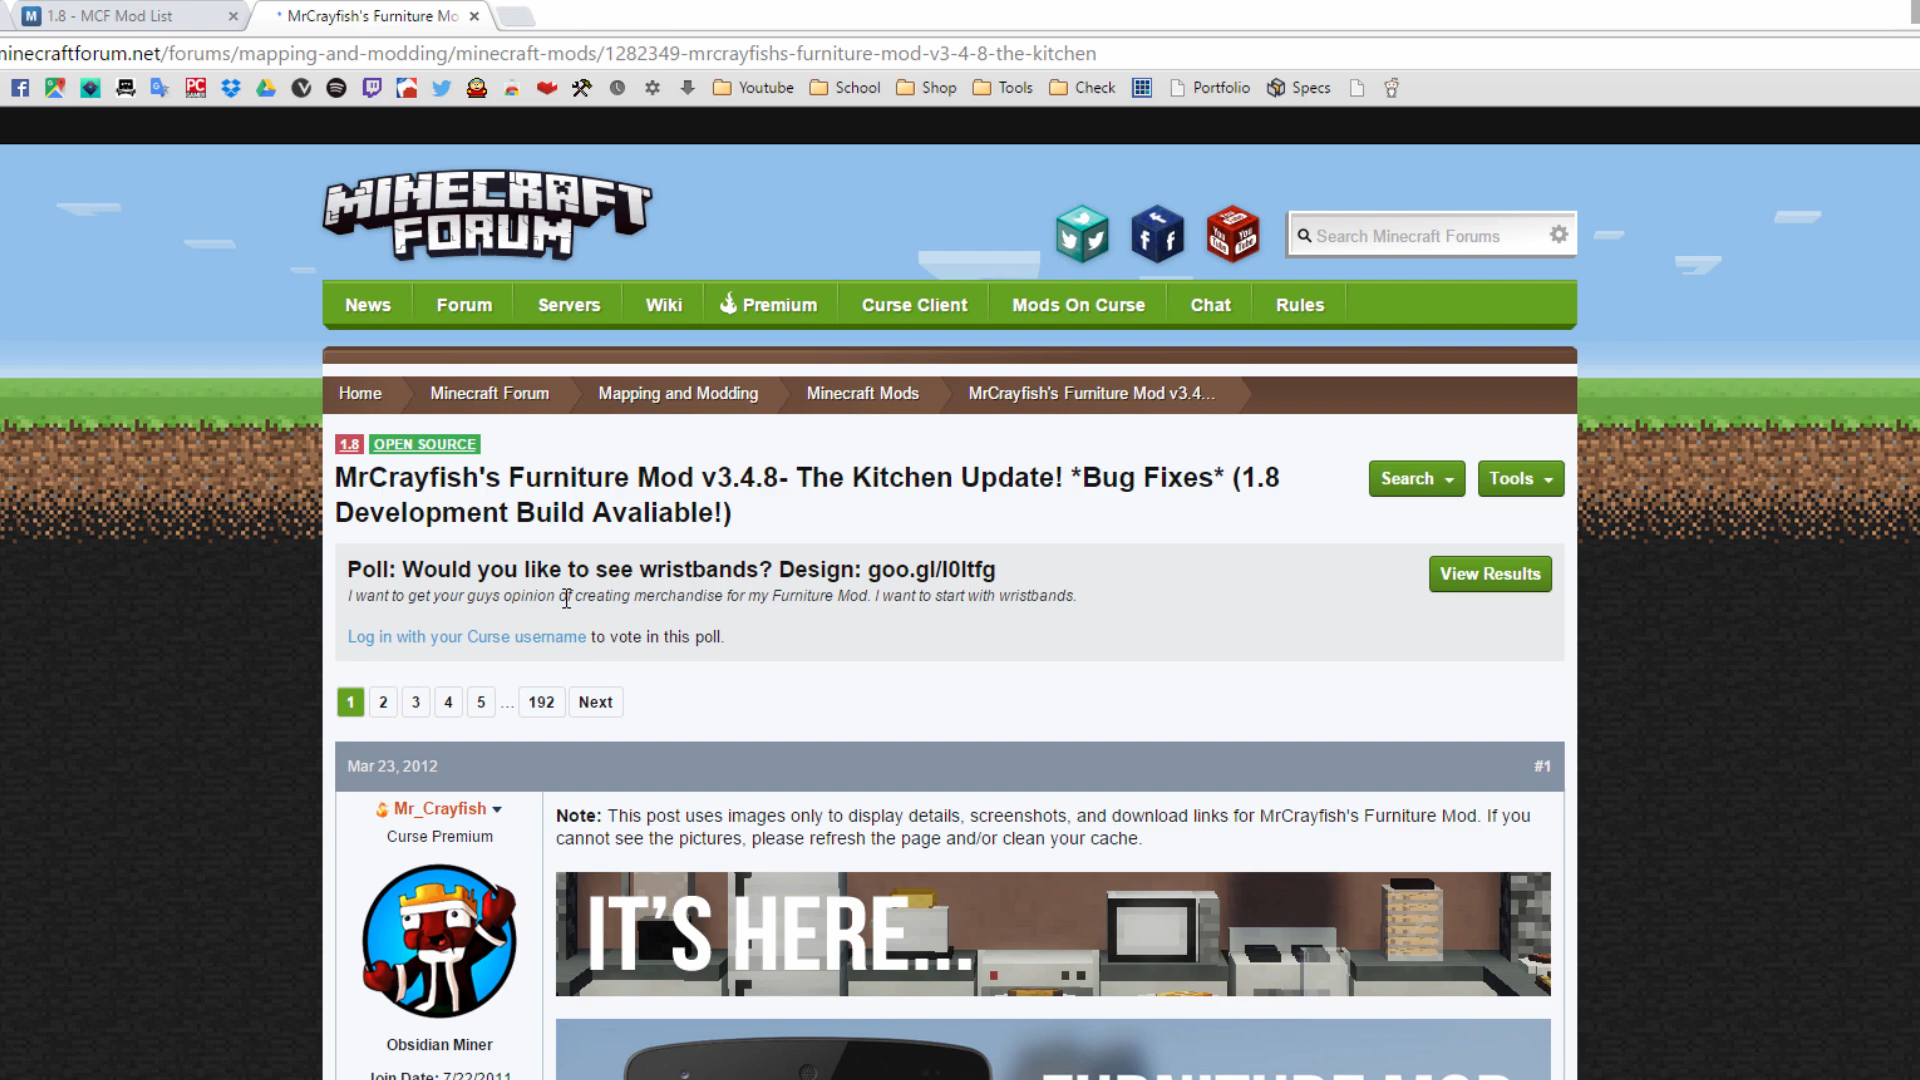 1.8 - MCF Mod List
MrCrayfish's Furniture Mo
minecraftforum.net/forums/mapping-and-modding/minecraft-mods/1282349-mrcrayfishs-furniture-mod-v3-4-8-the-kitchen
Youtube School Shop Tools Check Portfolio Specs
MINECRAFT
FORUM
Search Minecraft Forums
News Forum Servers Wiki Premium Curse Client Mods On Curse Chat Rules
Home Minecraft Forum Mapping and Modding Minecraft Mods MrCrayfish's Furniture Mod v3.4...
1.8 OPEN SOURCE
MrCrayfish's Furniture Mod v3.4.8- The Kitchen Update! *Bug Fixes* (1.8
Development Build Avaliable!)
Search Tools
Poll: Would you like to see wristbands? Design: goo.gl/l0Itfg
View Results
I want to get your guys opinion of creating merchandise for my Furniture Mod. I want to start with wristbands.
Log in with your Curse username to vote in this poll.
1 2 3 4 5 ... 192 Next
Mar 23, 2012 #1
Mr_Crayfish
Curse Premium
Note: This post uses images only to display details, screenshots, and download links for MrCrayfish's Furniture Mod. If you
cannot see the pictures, please refresh the page and/or clean your cache.
IT'S HERE...
Obsidian Miner
Join Date: 7/22/2011
FURNITURE MOD